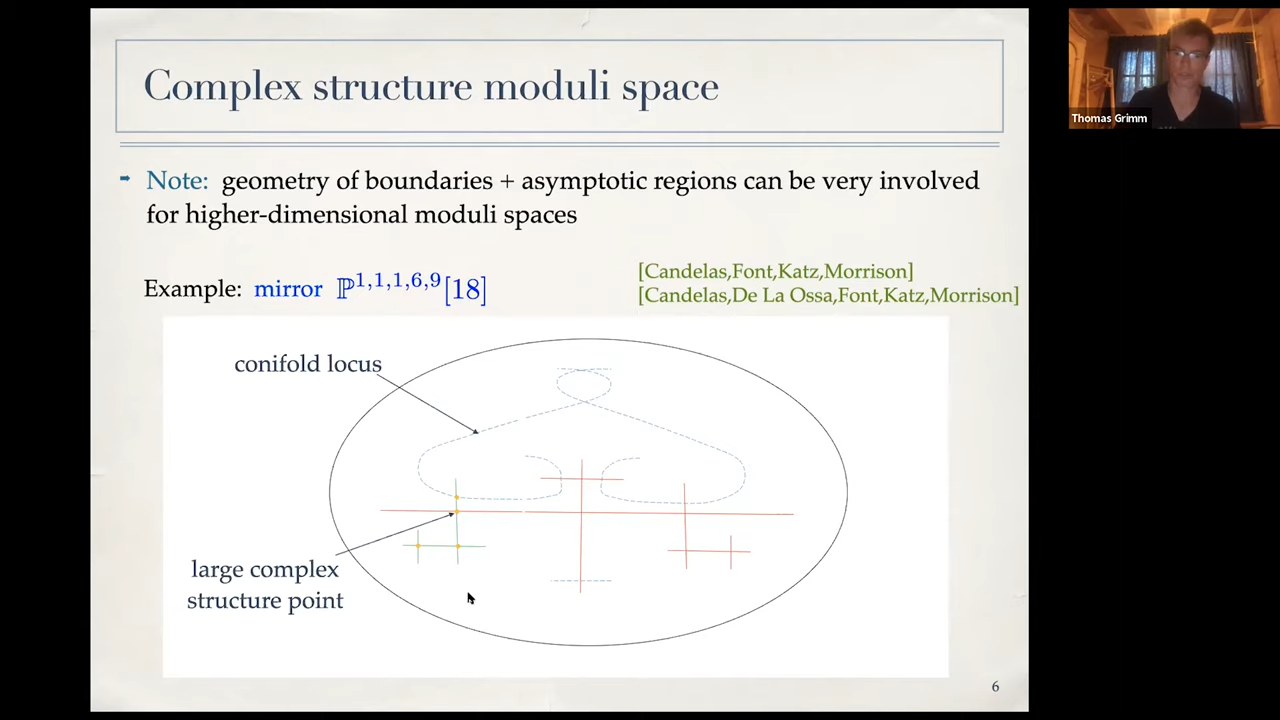 Complex structure moduli space
Thomas Grimm
➡ Note: geometry of boundaries + asymptotic regions can be very involved
for higher-dimensional moduli spaces
Example: mirror ℙ^{1,1,1,6,9}[18]
[Candelas,Font,Katz,Morrison]
[Candelas,De La Ossa,Font,Katz,Morrison]
conifold locus
large complex
structure point
6